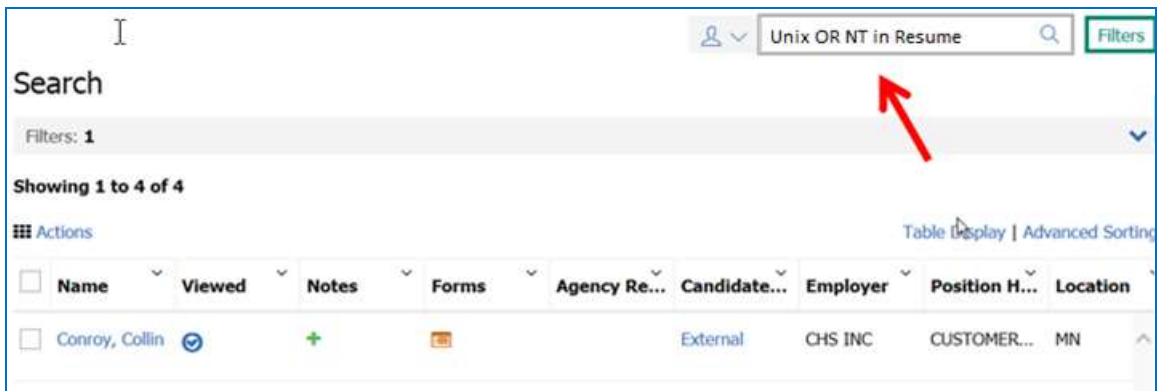 Unix OR NT in Resume Filters
Search
Filters: 1
Showing 1 to 4 of 4
Actions Table Display | Advanced Sorting
Name Viewed Notes Forms Agency Re... Candidate... Employer Position H... Location
Conroy, Collin External CHS INC CUSTOMER... MN